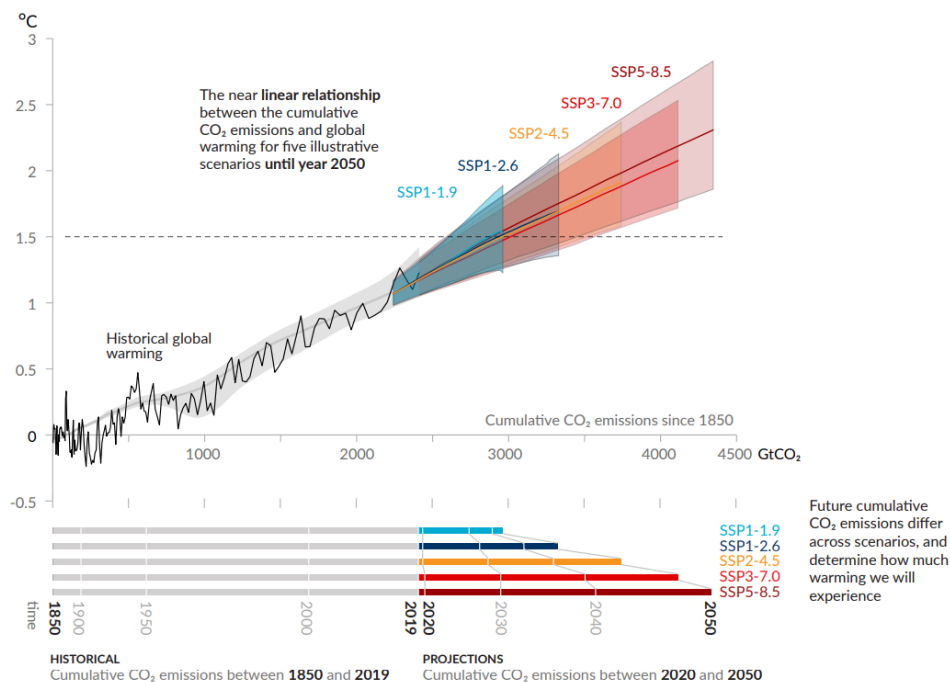 °C
3
2.5
2
1.5
1
0.5
0
-0.5
The near linear relationship
between the cumulative
CO₂ emissions and global
warming for five illustrative
scenarios until year 2050
SSP5-8.5
SSP3-7.0
SSP2-4.5
SSP1-2.6
SSP1-1.9
Historical global
warming
Cumulative CO₂ emissions since 1850
1000
2000
3000
4000
4500 GtCO₂
SSP1-1.9
SSP1-2.6
SSP2-4.5
SSP3-7.0
SSP5-8.5
Future cumulative
CO₂ emissions differ
across scenarios, and
determine how much
warming we will
experience
time
1850
1900
1950
2000
2019
2020
2030
2040
2050
HISTORICAL
Cumulative CO₂ emissions between 1850 and 2019
PROJECTIONS
Cumulative CO₂ emissions between 2020 and 2050